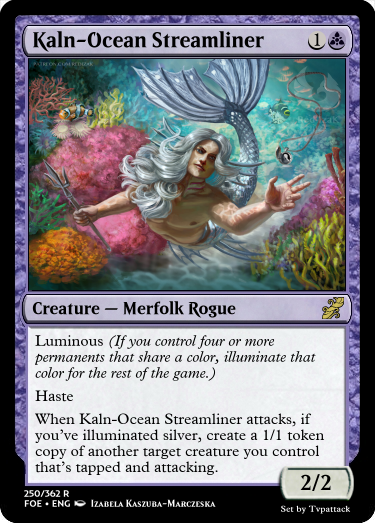 Kaln-Ocean Streamliner 1
Creature — Merfolk Rogue
Luminous (If you control four or more
permanents that share a color, illuminate that
color for the rest of the game.)
Haste
When Kaln-Ocean Streamliner attacks, if
you've illuminated silver, create a 1/1 token
copy of another target creature you control
that's tapped and attacking.
2/2
250/362 R
FOE • ENG Izabela Kaszuba-Marczeska
Set by Tvpattack